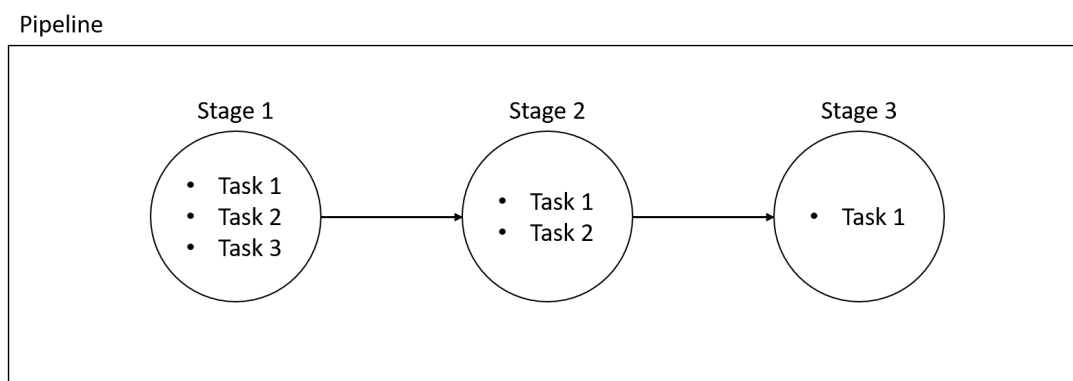 Pipeline
Stage 1
• Task 1
• Task 2
• Task 3
Stage 2
• Task 1
• Task 2
Stage 3
• Task 1